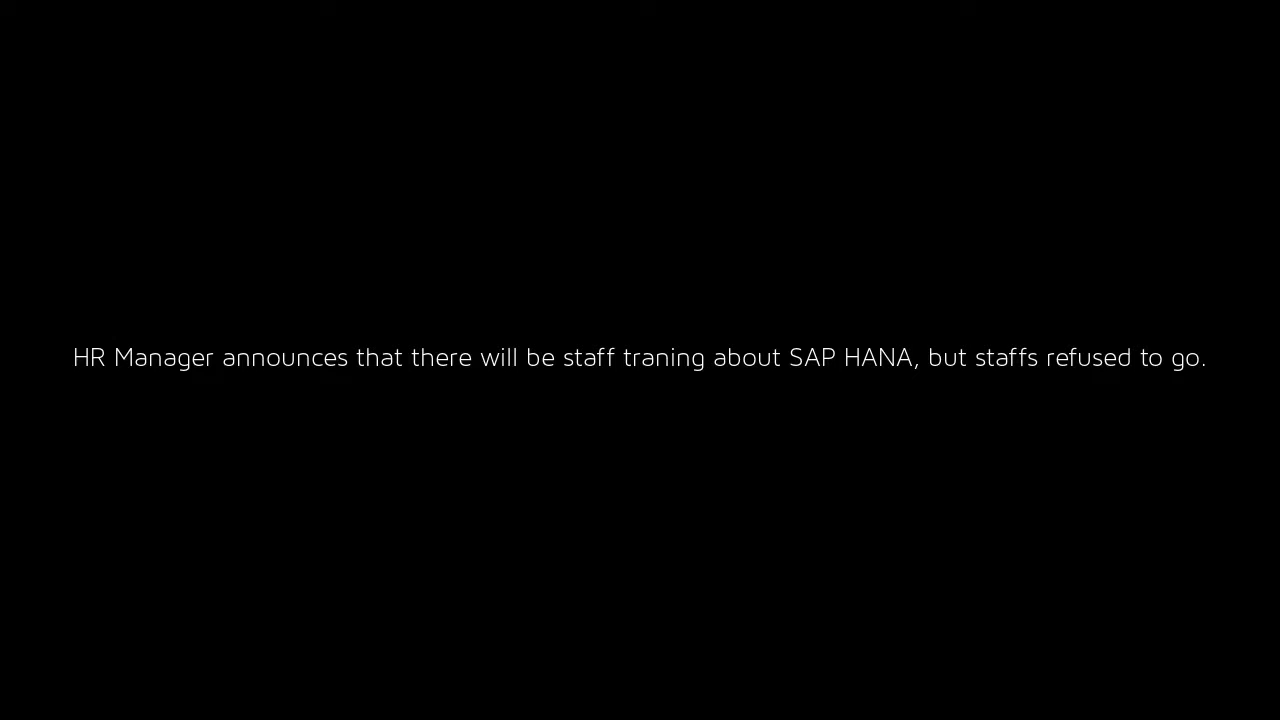 HR Manager announces that there will be staff traning about SAP HANA, but staffs refused to go.